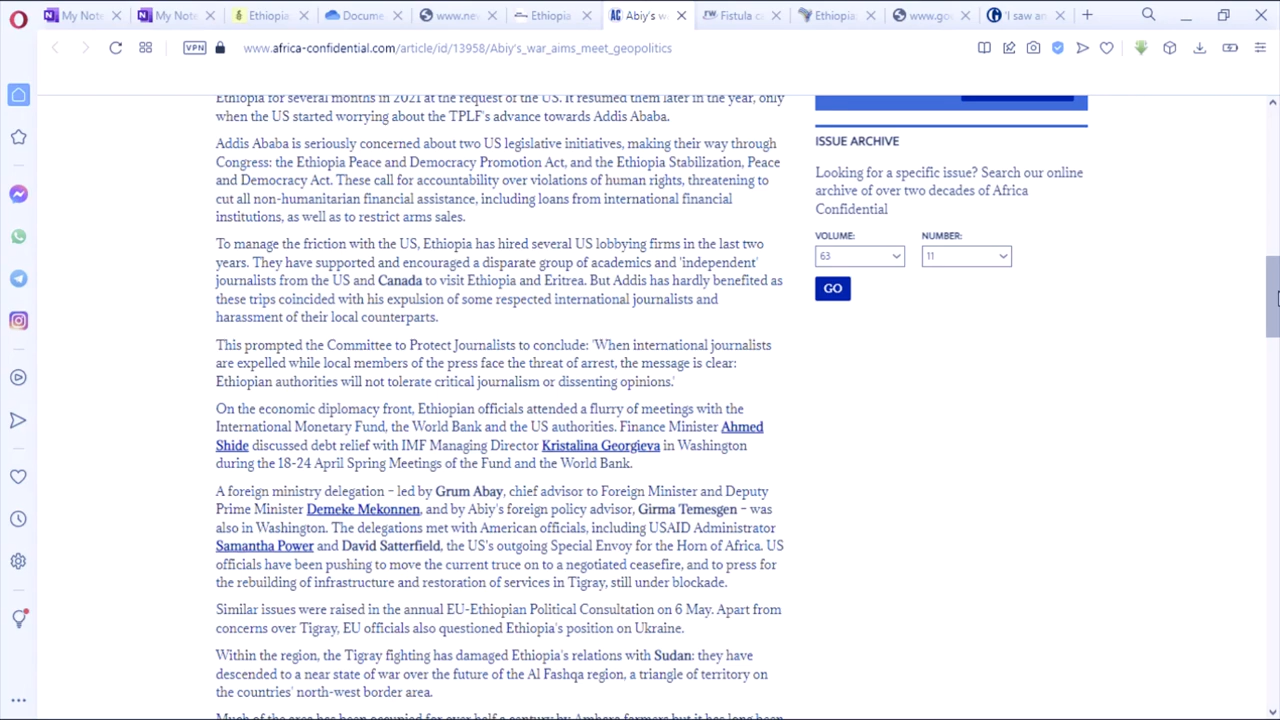 My Note
My Note
Ethiopia
Docume
www.nev
Ethiopia
Abiy's w
Fistula c
Ethiopia
www.go
'I saw an
VPN
www.africa-confidential.com/article/id/13958/Abiy's_war_aims_meet_geopolitics
Ethiopia for several months in 2021 at the request of the US. It resumed them later in the year, only
when the US started worrying about the TPLF's advance towards Addis Ababa.
Addis Ababa is seriously concerned about two US legislative initiatives, making their way through
Congress: the Ethiopia Peace and Democracy Promotion Act, and the Ethiopia Stabilization, Peace
and Democracy Act. These call for accountability over violations of human rights, threatening to
cut all non-humanitarian financial assistance, including loans from international financial
institutions, as well as to restrict arms sales.
To manage the friction with the US, Ethiopia has hired several US lobbying firms in the last two
years. They have supported and encouraged a disparate group of academics and 'independent'
journalists from the US and Canada to visit Ethiopia and Eritrea. But Addis has hardly benefited as
these trips coincided with his expulsion of some respected international journalists and
harassment of their local counterparts.
This prompted the Committee to Protect Journalists to conclude: 'When international journalists
are expelled while local members of the press face the threat of arrest, the message is clear:
Ethiopian authorities will not tolerate critical journalism or dissenting opinions.'
On the economic diplomacy front, Ethiopian officials attended a flurry of meetings with the
International Monetary Fund, the World Bank and the US authorities. Finance Minister Ahmed
Shide discussed debt relief with IMF Managing Director Kristalina Georgieva in Washington
during the 18-24 April Spring Meetings of the Fund and the World Bank.
A foreign ministry delegation – led by Grum Abay, chief advisor to Foreign Minister and Deputy
Prime Minister Demeke Mekonnen, and by Abiy's foreign policy advisor, Girma Temesgen – was
also in Washington. The delegations met with American officials, including USAID Administrator
Samantha Power and David Satterfield, the US's outgoing Special Envoy for the Horn of Africa. US
officials have been pushing to move the current truce on to a negotiated ceasefire, and to press for
the rebuilding of infrastructure and restoration of services in Tigray, still under blockade.
Similar issues were raised in the annual EU-Ethiopian Political Consultation on 6 May. Apart from
concerns over Tigray, EU officials also questioned Ethiopia's position on Ukraine.
Within the region, the Tigray fighting has damaged Ethiopia's relations with Sudan: they have
descended to a near state of war over the future of the Al Fashqa region, a triangle of territory on
the countries' north-west border area.
Much of the area has been occupied for over half a century by Amhara farmers but it has long been
ISSUE ARCHIVE
Looking for a specific issue? Search our online
archive of over two decades of Africa
Confidential
VOLUME: NUMBER:
63 11
GO